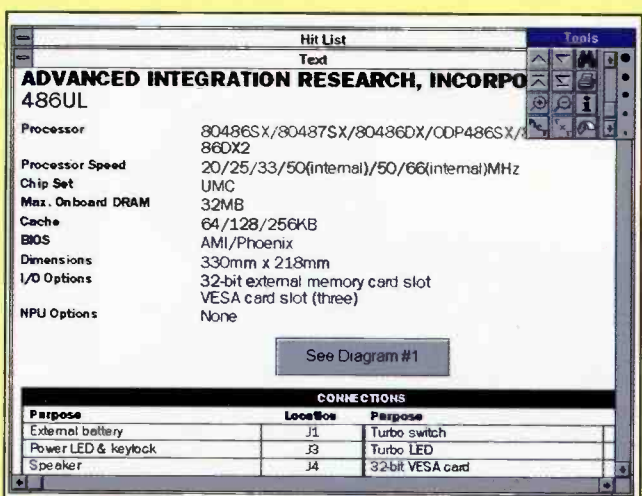 Hit List
Text
Tools
ADVANCED INTEGRATION RESEARCH, INCORPO
486UL
Processor 80486SX/80487SX/80486DX/ODP486SX/
86DX2
Processor Speed 20/25/33/50(internal)/50/66(internal)MHz
Chip Set UMC
Max. Onboard DRAM 32MB
Cache 64/128/256KB
BIOS AMI/Phoenix
Dimensions 330mm x 218mm
I/O Options 32-bit external memory card slot
VESA card slot (three)
NPU Options None
See Diagram #1
CONNECTIONS
Purpose Location Purpose
External battery J1 Turbo switch
Power LED & keylock J3 Turbo LED
Speaker J4 32-bit VESA card